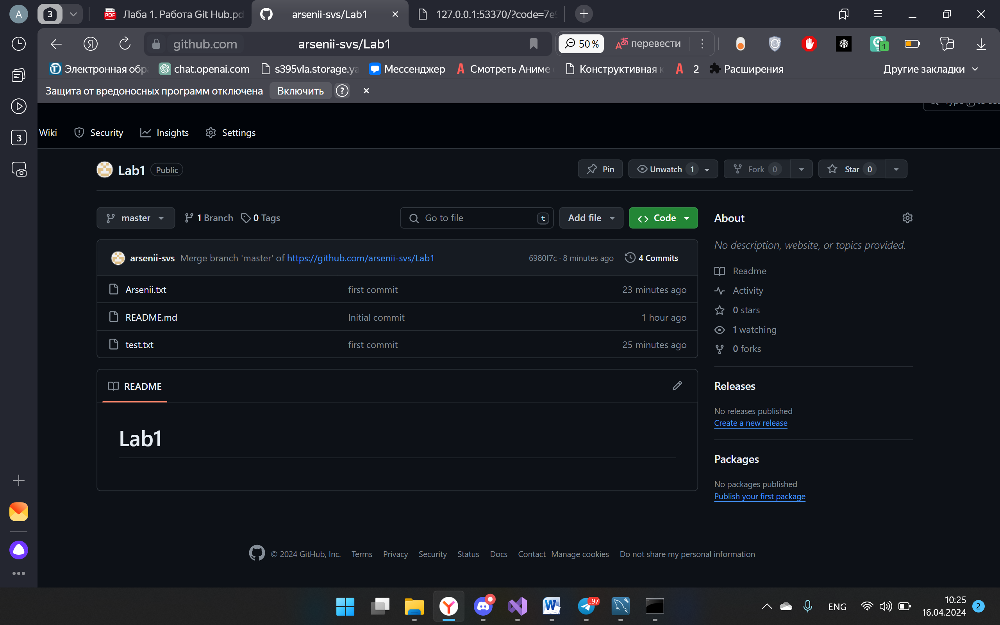 A
3
Лаба 1. Работа Git Hub.pd
arsenii-svs/Lab1
127.0.0.1:53370/?code=7e
github.com
arsenii-svs/Lab1
50 %
перевести
1
Электронная обр
chat.openai.com
s395vla.storage.ya
Мессенджер
Смотреть Аниме
Конструктивная к
2
Расширения
Другие закладки
Защита от вредоносных программ отключена
Включить
?
3
Wiki
Security
Insights
Settings
Lab1
Public
Pin
Unwatch 1
Fork 0
Star 0
master
1 Branch
0 Tags
Go to file
t
Add file
Code
About
No description, website, or topics provided.
arsenii-svs Merge branch 'master' of https://github.com/arsenii-svs/Lab1
6980f7c · 8 minutes ago
4 Commits
Arsenii.txt
first commit
23 minutes ago
README.md
Initial commit
1 hour ago
test.txt
first commit
25 minutes ago
Readme
Activity
0 stars
1 watching
0 forks
README
Lab1
Releases
No releases published
Create a new release
Packages
No packages published
Publish your first package
© 2024 GitHub, Inc.
Terms
Privacy
Security
Status
Docs
Contact
Manage cookies
Do not share my personal information
..97
ENG
10:25
16.04.2024
2